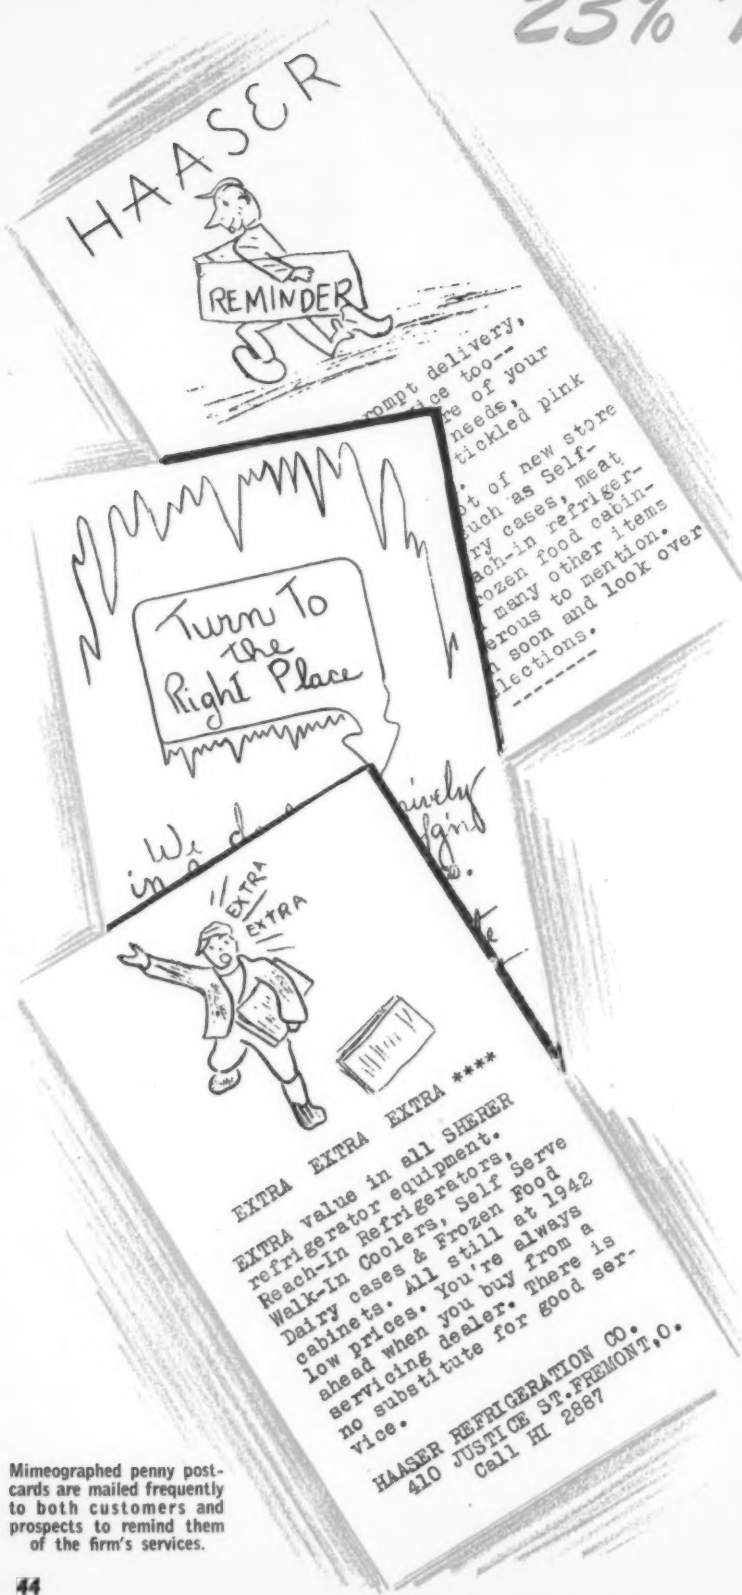 23%
HAASER
REMINDER
prompt delivery,
too--
of your
needs,
tickled pink
of new store
such as Self-
cases, meat
reach-in refriger-
frozen food cabin-
many other items
to mention.
soon and look over
Turn To
the
Right Place
We
in
EXTRA
EXTRA
EXTRA EXTRA EXTRA ****
EXTRA value in all SHERER
refrigerator equipment.
Reach-In Refrigerators,
Walk-In Coolers, Self Serve
Dairy cases & Frozen Food
cabinets. All still at 1942
low prices. You're always
ahead when you buy from a
servicing dealer. There is
no substitute for good ser-
vice.
HAASER REFRIGERATION CO.
410 JUSTICE ST.FREMONT,O.
Call HI 2887
Mimeographed penny post-
cards are mailed frequently
to both customers and
prospects to remind them
of the firm's services.
44